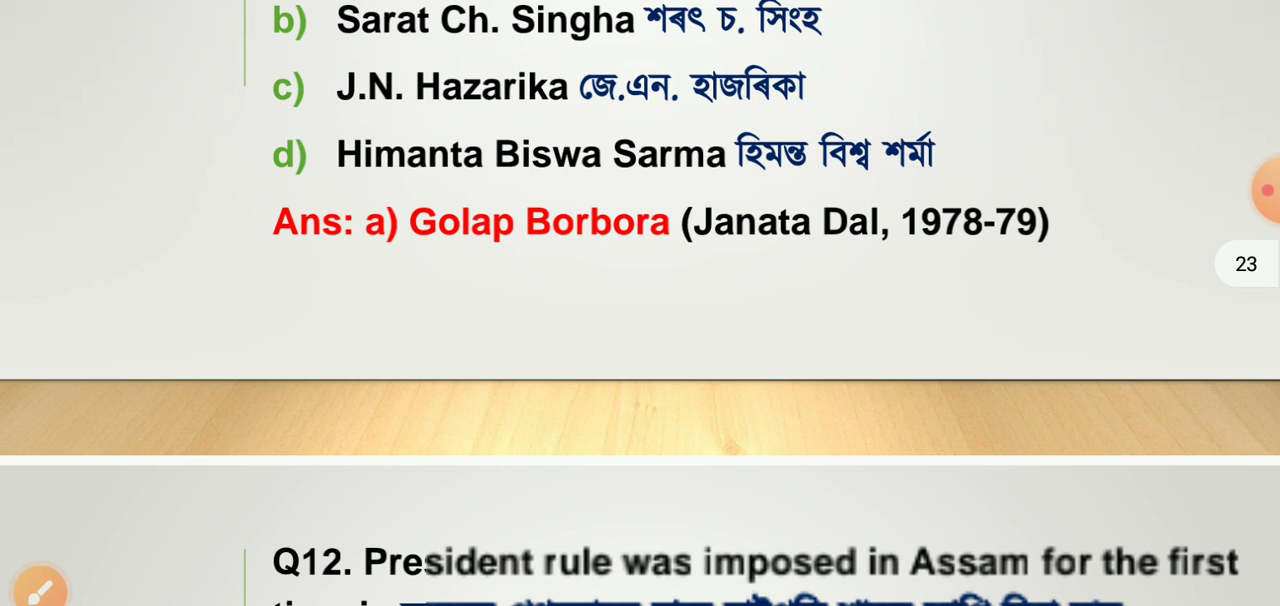 b) Sarat Ch. Singha শৰৎ চ. সিংহ
c) J.N. Hazarika জে.এন. হাজৰিকা
d) Himanta Biswa Sarma হিমন্ত বিশ্ব শৰ্মা
Ans: a) Golap Borbora (Janata Dal, 1978-79)
23
Q12. President rule was imposed in Assam for the first